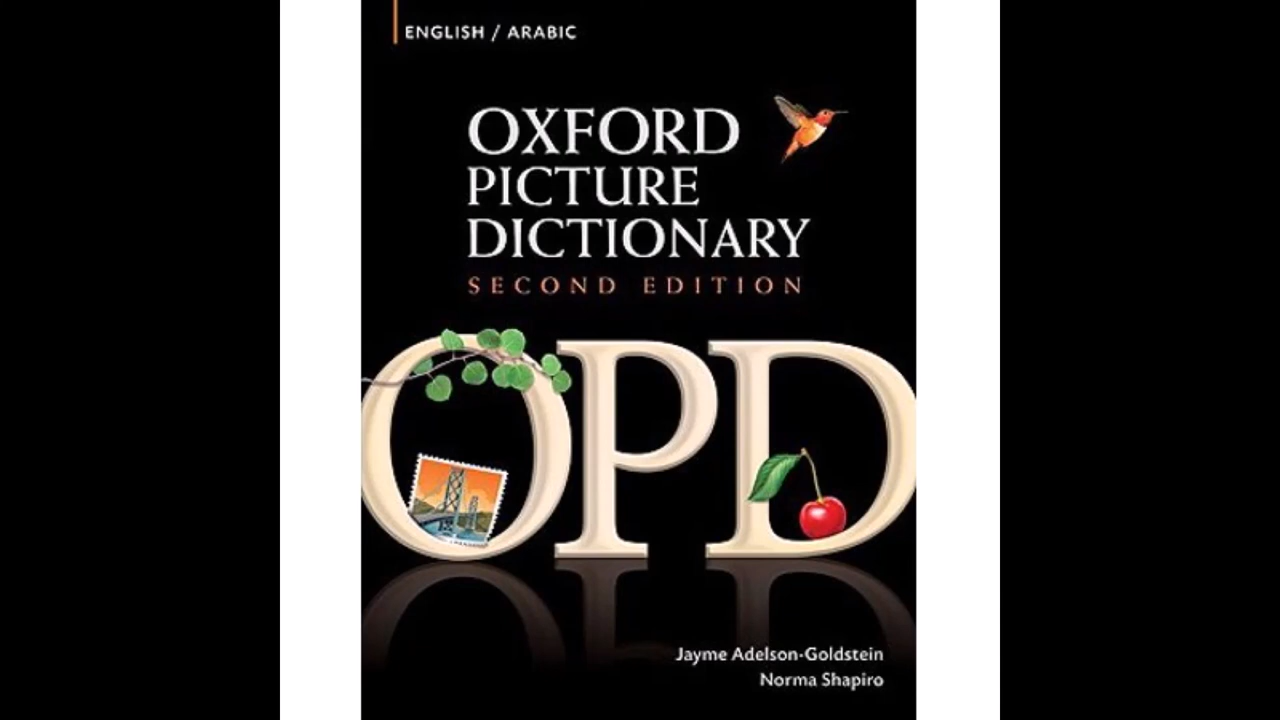 ENGLISH / ARABIC
OXFORD
PICTURE
DICTIONARY
SECOND EDITION
OPD
Jayme Adelson-Goldstein
Norma Shapiro